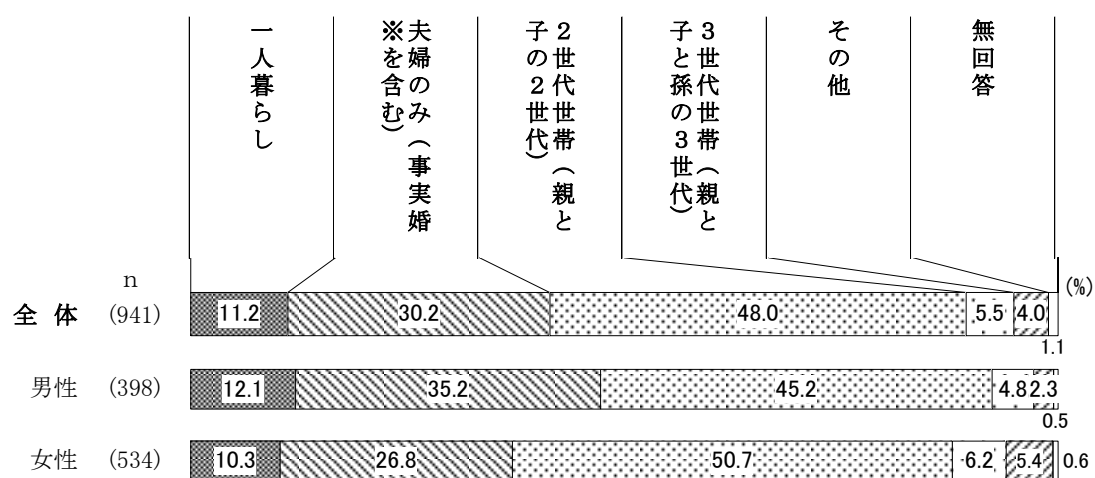 一人暮らし
夫婦のみ（事実婚
※を含む）
２世代世帯（親と
子の２世代）
３世代世帯（親と
子と孫の３世代）
その他
無回答
n
(%)
全 体 (941) 11.2 30.2 48.0 5.5 4.0
1.1
男性 (398) 12.1 35.2 45.2 4.8 2.3
0.5
女性 (534) 10.3 26.8 50.7 6.2 5.4 0.6